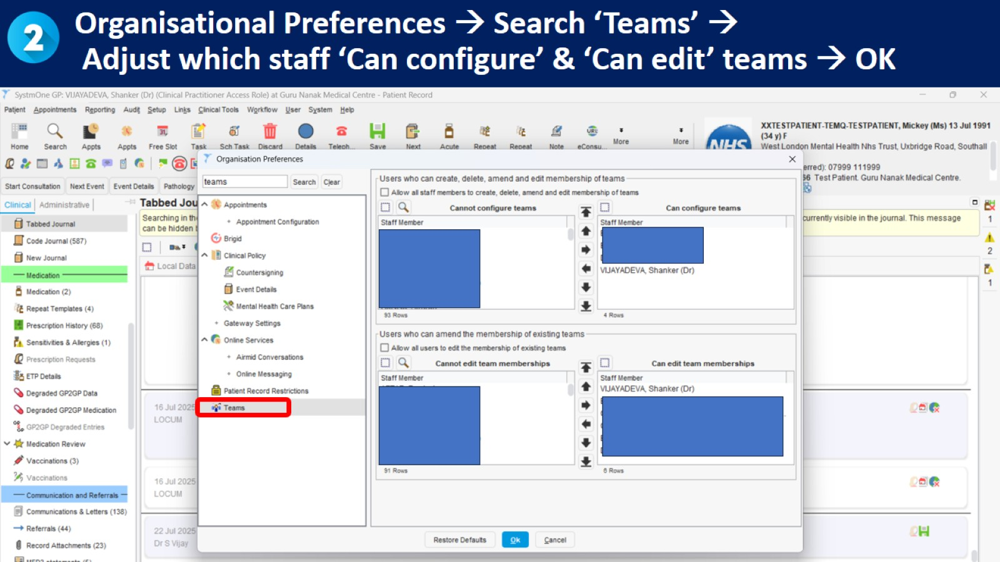 2
Organisational Preferences → Search ‘Teams’ →
Adjust which staff ‘Can configure’ & ‘Can edit’ teams → OK
SystmOne GP: VIJAYADEVA, Shanker (Dr) (Clinical Practitioner Access Role) at Guru Nanak Medical Centre - Patient Record
Patient Appointments Reporting Audit Setup Links Clinical Tools Workflow User System Help
Home Search Appts Appts Free Slot Task Sch Task Discard Details Teleph... Save Next Acute Repeat Repeat Note eConsu... More More
NHS
XXTESTPATIENT-TEMQ-TESTPATIENT, Mickey (Ms) 13 Jul 1991
(34 y) F
West London Mental Health Nhs Trust, Uxbridge Road, Southall
erred): 07999 111999
66 Test Patient. Guru Nanak Medical Centre.
Start Consultation Next Event Event Details Pathology
Clinical Administrative
Tabbed Journal
Code Journal (587)
New Journal
Medication
Medication (2)
Repeat Templates (4)
Prescription History (68)
Sensitivities & Allergies (1)
Prescription Requests
ETP Details
Degraded GP2GP Data
Degraded GP2GP Medication
GP2GP Degraded Entries
Medication Review
Vaccinations (3)
Vaccinations
Communication and Referrals
Communications & Letters (138)
Referrals (44)
Record Attachments (23)
Tabbed Jou
Searching in the
can be hidden t
Local Data
16 Jul 2025
LOCUM
16 Jul 2025
LOCUM
22 Jul 2025
Dr S Vijay
currently visible in the journal. This message
1
2
1
Organisation Preferences
teams Search Clear
Appointments
Appointment Configuration
Brigid
Clinical Policy
Countersigning
Event Details
Mental Health Care Plans
Gateway Settings
Online Services
Airmid Conversations
Online Messaging
Patient Record Restrictions
Teams
Users who can create, delete, amend and edit membership of teams
Allow all staff members to create, delete, amend and edit membership of teams
Cannot configure teams
Staff Member
93 Rows
Can configure teams
Staff Member
VIJAYADEVA, Shanker (Dr)
4 Rows
Users who can amend the membership of existing teams
Allow all users to edit the membership of existing teams
Cannot edit team memberships
Staff Member
91 Rows
Can edit team memberships
Staff Member
VIJAYADEVA, Shanker (Dr)
6 Rows
Restore Defaults Ok Cancel